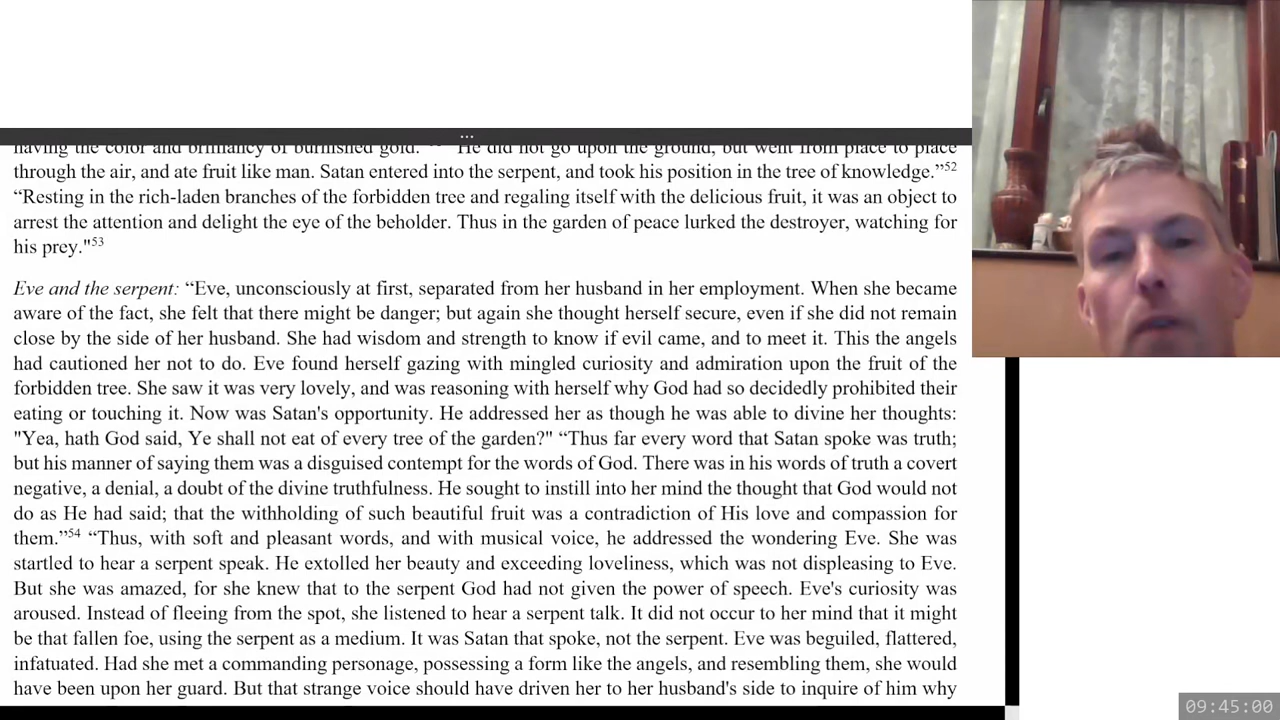 having the color and brilliancy of burnished gold. He did not go upon the ground, but went from place to place
through the air, and ate fruit like man. Satan entered into the serpent, and took his position in the tree of knowledge.”52
“Resting in the rich-laden branches of the forbidden tree and regaling itself with the delicious fruit, it was an object to
arrest the attention and delight the eye of the beholder. Thus in the garden of peace lurked the destroyer, watching for
his prey."53
Eve and the serpent: “Eve, unconsciously at first, separated from her husband in her employment. When she became
aware of the fact, she felt that there might be danger; but again she thought herself secure, even if she did not remain
close by the side of her husband. She had wisdom and strength to know if evil came, and to meet it. This the angels
had cautioned her not to do. Eve found herself gazing with mingled curiosity and admiration upon the fruit of the
forbidden tree. She saw it was very lovely, and was reasoning with herself why God had so decidedly prohibited their
eating or touching it. Now was Satan's opportunity. He addressed her as though he was able to divine her thoughts:
"Yea, hath God said, Ye shall not eat of every tree of the garden?" “Thus far every word that Satan spoke was truth;
but his manner of saying them was a disguised contempt for the words of God. There was in his words of truth a covert
negative, a denial, a doubt of the divine truthfulness. He sought to instill into her mind the thought that God would not
do as He had said; that the withholding of such beautiful fruit was a contradiction of His love and compassion for
them.”54 “Thus, with soft and pleasant words, and with musical voice, he addressed the wondering Eve. She was
startled to hear a serpent speak. He extolled her beauty and exceeding loveliness, which was not displeasing to Eve.
But she was amazed, for she knew that to the serpent God had not given the power of speech. Eve's curiosity was
aroused. Instead of fleeing from the spot, she listened to hear a serpent talk. It did not occur to her mind that it might
be that fallen foe, using the serpent as a medium. It was Satan that spoke, not the serpent. Eve was beguiled, flattered,
infatuated. Had she met a commanding personage, possessing a form like the angels, and resembling them, she would
have been upon her guard. But that strange voice should have driven her to her husband's side to inquire of him why
09:45:00